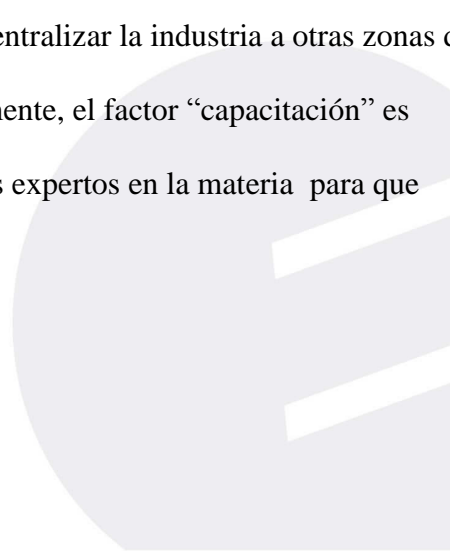 entralizar la industria a otras zonas
ente, el factor “capacitación” es
s expertos en la materia para que